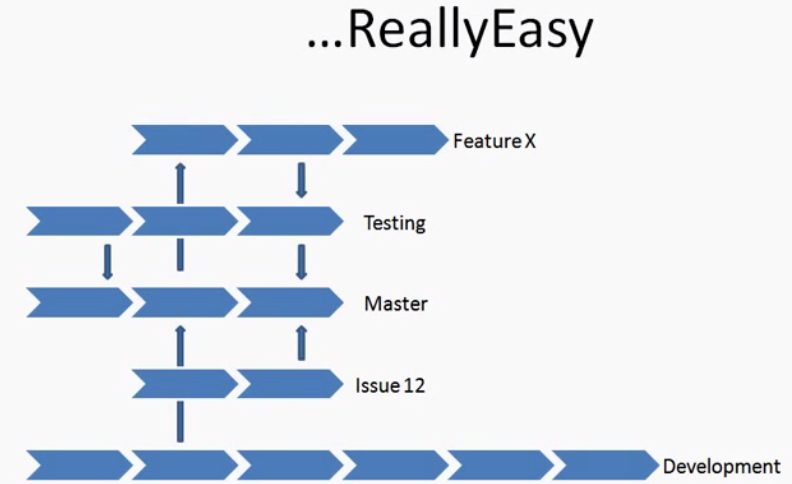 ...ReallyEasy
Feature X
Testing
Master
Issue 12
Development